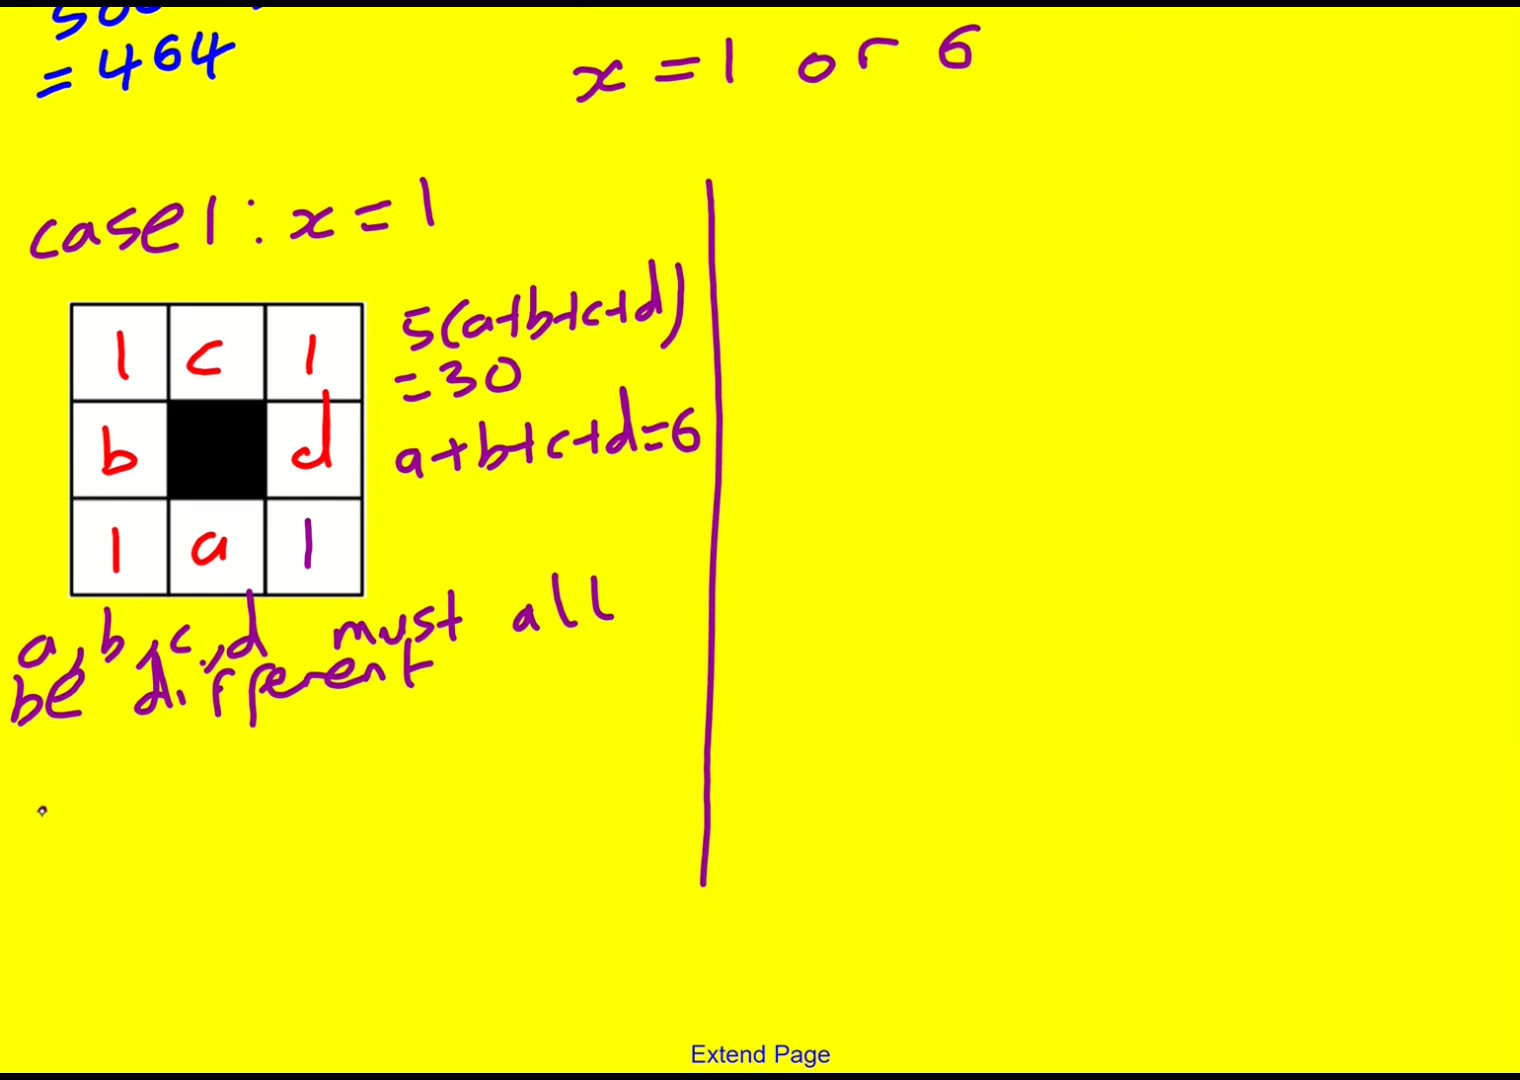 = 464
x = 1 or 6
case 1 : x = 1
1 c 1
b d
1 a 1
5(a+b+c+d)
= 30
a+b+c+d=6
a, b, c, d must all
be different
Extend Page